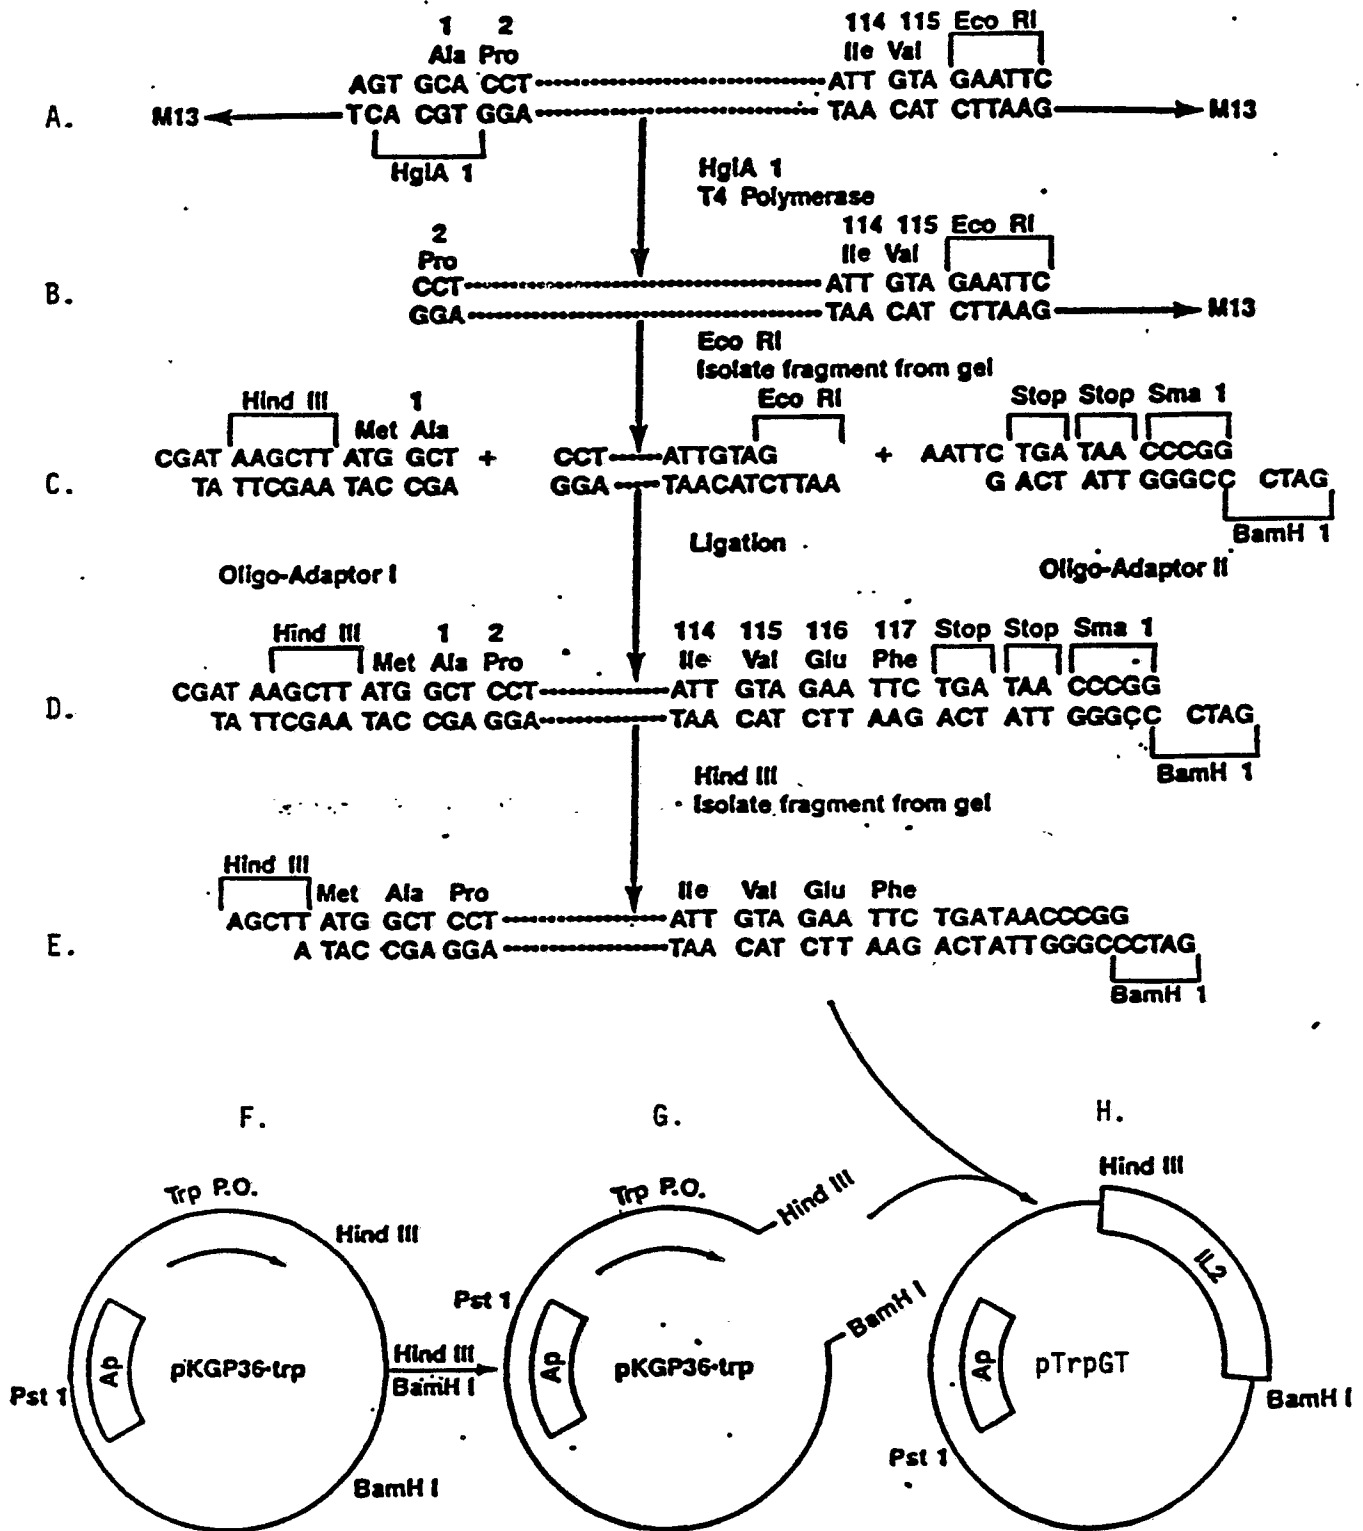 1 2 114 115 Eco RI
Ala Pro Ile Val
AGT GCA CCT ATT GTA GAATTC
A. M13 TCA CGT GGA TAA CAT CTTAAG M13
HgiA 1
HgiA 1
T4 Polymerase
2 114 115 Eco RI
Pro Ile Val
CCT ATT GTA GAATTC
B. GGA TAA CAT CTTAAG M13
Eco RI
Isolate fragment from gel
Hind III 1 Eco RI Stop Stop Sma 1
Met Ala
CGAT AAGCTT ATG GCT + CCT ATTGTAG + AATTC TGA TAA CCCGG
C. TA TTCGAA TAC CGA GGA TAACATCTTAA G ACT ATT GGGCC CTAG
BamH 1
Ligation
Oligo-Adaptor I Oligo-Adaptor II
Hind III 1 2 114 115 116 117 Stop Stop Sma 1
Met Ala Pro Ile Val Glu Phe
CGAT AAGCTT ATG GCT CCT ATT GTA GAA TTC TGA TAA CCCGG
D. TA TTCGAA TAC CGA GGA TAA CAT CTT AAG ACT ATT GGGCC CTAG
BamH 1
Hind III
Isolate fragment from gel
Hind III
Met Ala Pro Ile Val Glu Phe
AGCTT ATG GCT CCT ATT GTA GAA TTC TGATAACCCGG
E. A TAC CGA GGA TAA CAT CTT AAG ACTATTGGGCCCTAG
BamH 1
F. G. H.
Trp P.O. Hind III Pst 1 Ap pKGP36-trp BamH I
Hind III
BamH I
Trp P.O. Hind III Pst 1 Ap pKGP36-trp BamH I
Hind III IL2 Ap pTrpGT Pst 1 BamH I